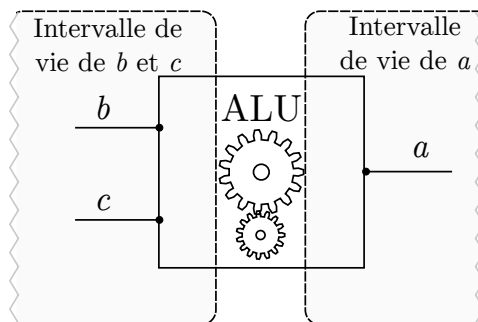 Intervalle de
vie de b et c
Intervalle
de vie de a
ALU
b
c
a